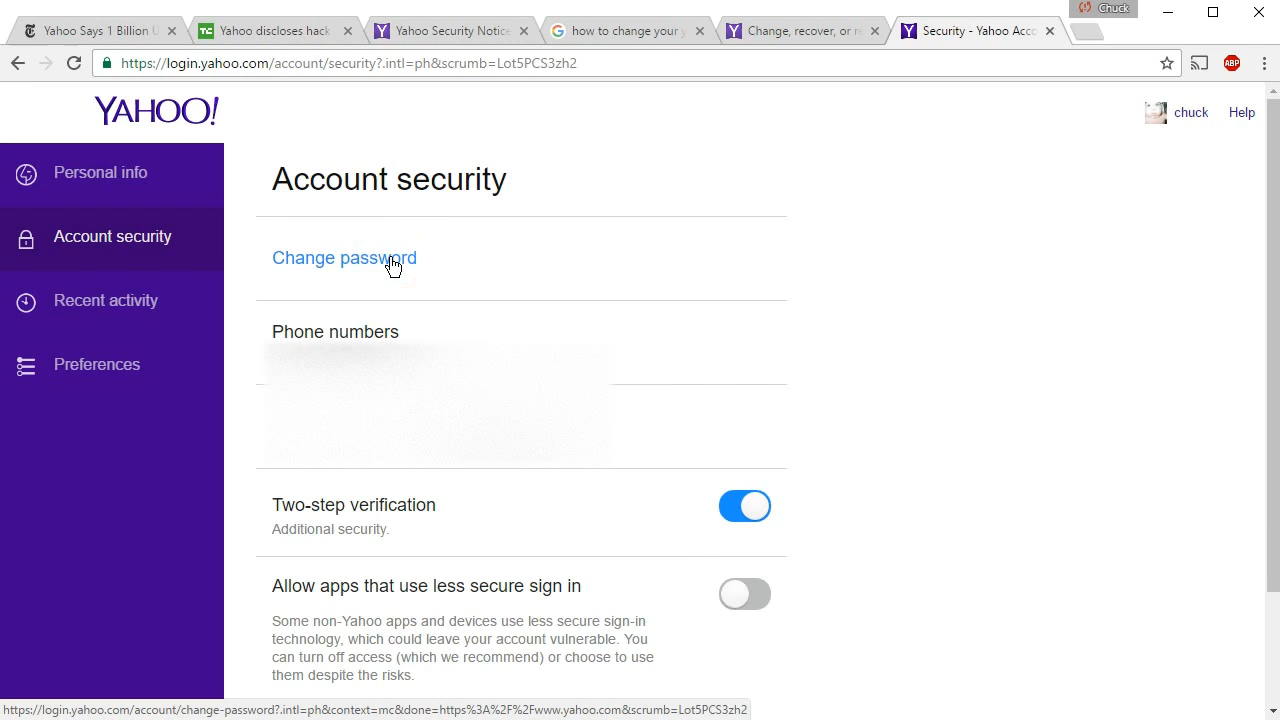 Chuck
Yahoo Says 1 Billion U
Yahoo discloses hack
Yahoo Security Notice
how to change your y
Change, recover, or re
Security - Yahoo Acco
https://login.yahoo.com/account/security?.intl=ph&scrumb=Lot5PCS3zh2
ABP
YAHOO!
chuck
Help
Personal info
Account security
Recent activity
Preferences
Account security
Change password
Phone numbers
Two-step verification
Additional security.
Allow apps that use less secure sign in
Some non-Yahoo apps and devices use less secure sign-in
technology, which could leave your account vulnerable. You
can turn off access (which we recommend) or choose to use
them despite the risks.
https://login.yahoo.com/account/change-password?.intl=ph&context=mc&done=https%3A%2F%2Fwww.yahoo.com&scrumb=Lot5PCS3zh2